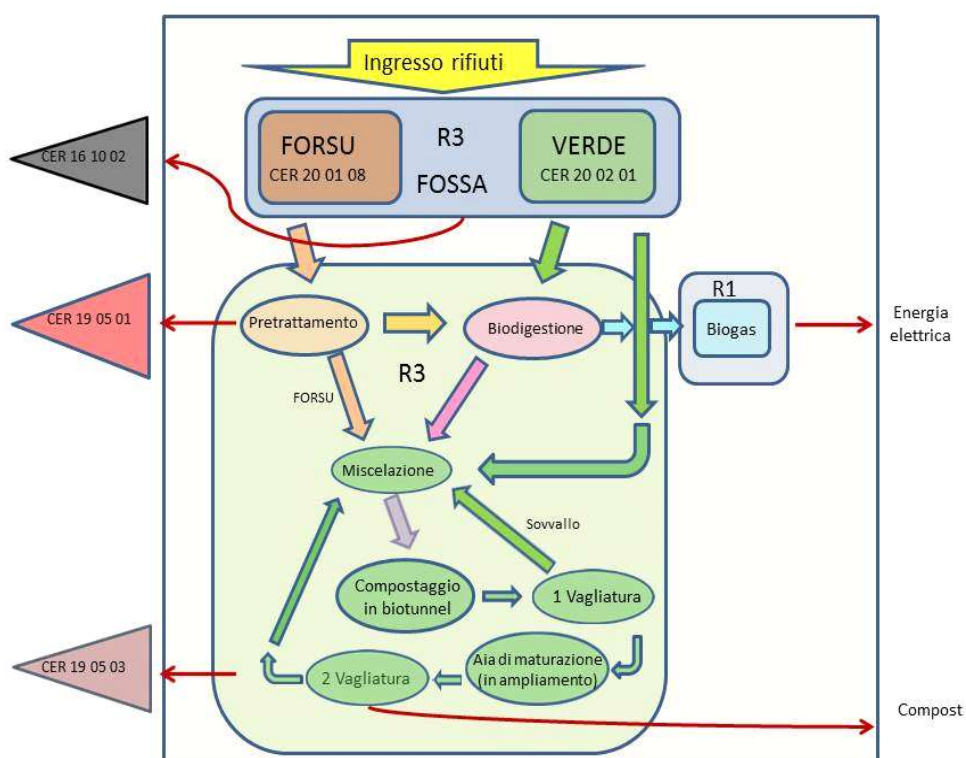 Ingresso rifiuti
CER 16 10 02
FORSU
CER 20 01 08
R3
FOSSA
VERDE
CER 20 02 01
CER 19 05 01
Pretrattamento
Biodigestione
R1
Biogas
Energia
elettrica
R3
FORSU
Miscelazione
Sovvallo
Compostaggio
in biotunnel
1 Vagliatura
CER 19 05 03
2 Vagliatura
Aia di maturazione
(in ampliamento)
Compost